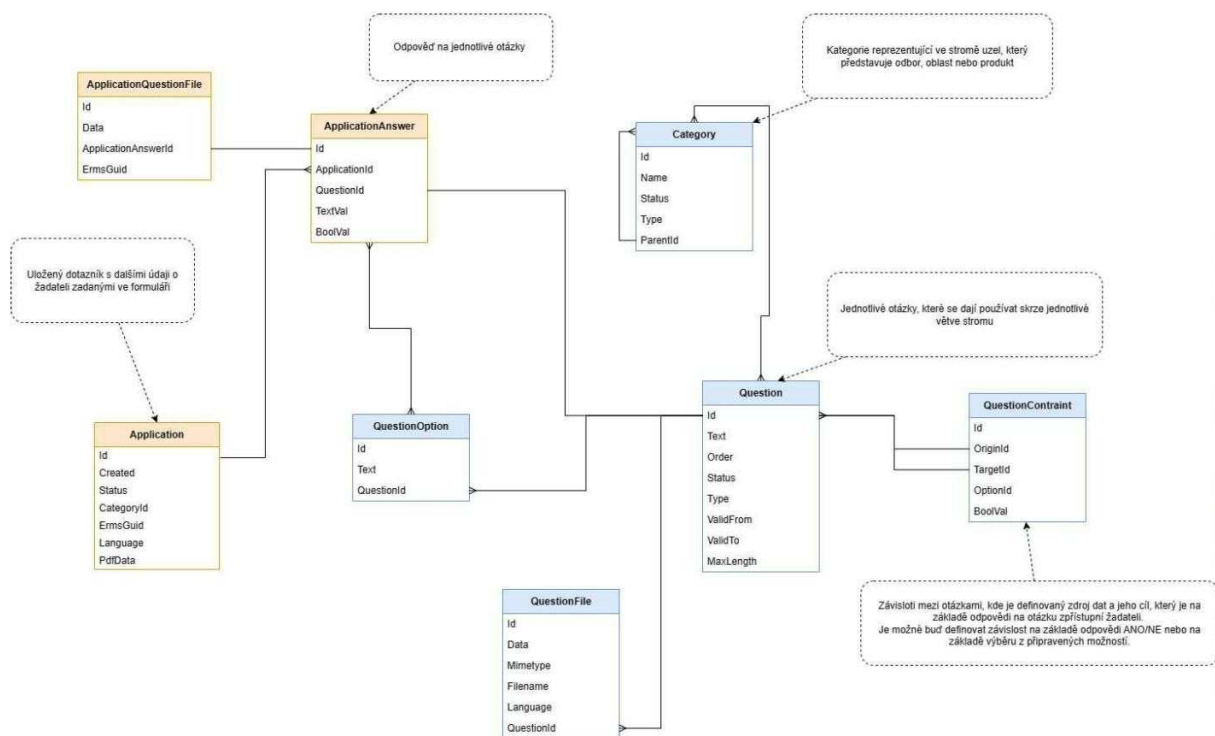 Odpověď na jednotlivé otázky
Kategorie reprezentující ve stromě uzel, který
představuje odbor, oblast nebo produkt
ApplicationQuestionFile
Id
Data
ApplicationAnswerId
ErmsGuid
ApplicationAnswer
Id
ApplicationId
QuestionId
TextVal
BoolVal
Category
Id
Name
Status
Type
ParentId
Uložený dotazník s dalšími údaji o
žadateli zadanými ve formuláři
Jednotlivé otázky, které se dají používat skrze jednotlivé
větve stromu
Application
Id
Created
Status
CategoryId
ErmsGuid
Language
PdfData
QuestionOption
Id
Text
QuestionId
Question
Id
Text
Order
Status
Type
ValidFrom
ValidTo
MaxLength
QuestionContraint
Id
OriginId
TargetId
OptionId
BoolVal
QuestionFile
Id
Data
Mimetype
Filename
Language
QuestionId
Závisloti mezi otázkami, kde je definovaný zdroj dat a jeho cíl, který je na
základě odpovědi na otázku zpřístupní žadateli.
Je možné buď definovat závislost na základě odpovědi ANO/NE nebo na
základě výběru z připravených možností.